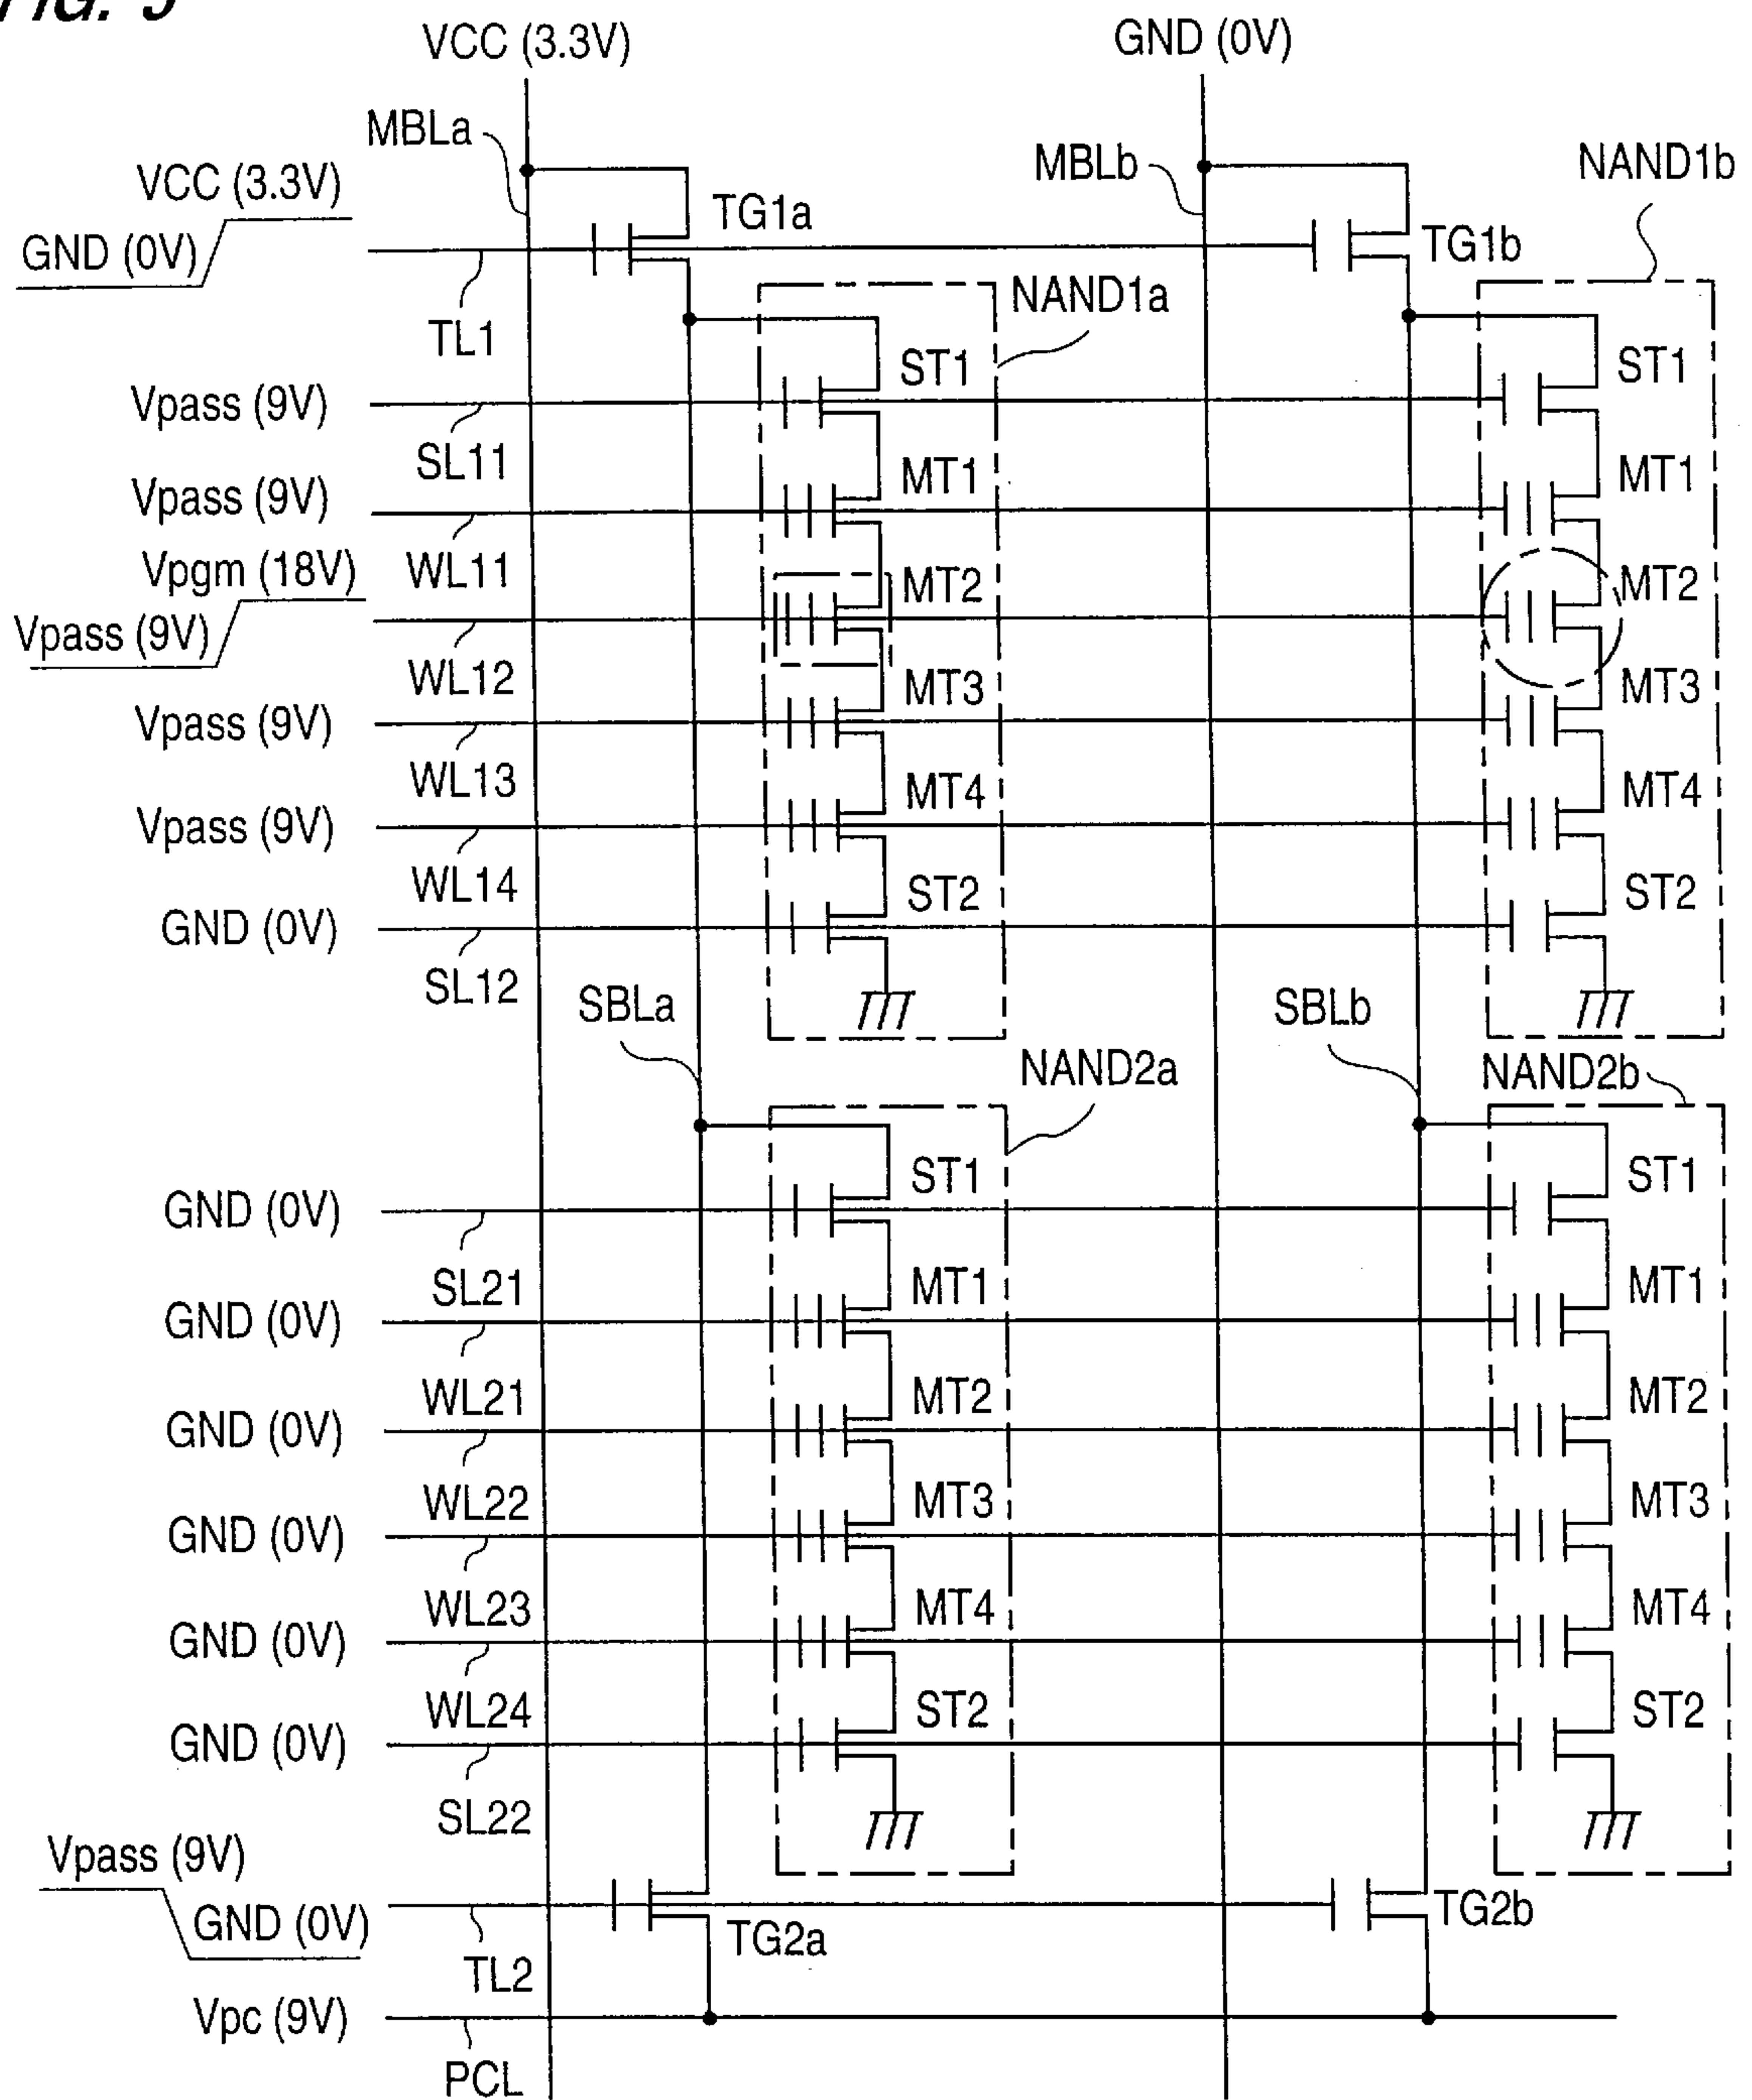 FIG. 9
VCC (3.3V)
GND (0V)
MBLa
MBLb
NAND1b
VCC (3.3V)
GND (0V)
TG1a
TG1b
TL1
NAND1a
ST1
ST1
Vpass (9V)
SL11
MT1
MT1
Vpass (9V)
WL11
Vpgm (18V)
Vpass (9V)
MT2
MT2
WL12
MT3
MT3
Vpass (9V)
WL13
MT4
MT4
Vpass (9V)
WL14
ST2
ST2
GND (0V)
SL12
SBLa
SBLb
NAND2a
NAND2b
ST1
ST1
GND (0V)
SL21
MT1
MT1
GND (0V)
WL21
MT2
MT2
GND (0V)
WL22
MT3
MT3
GND (0V)
WL23
MT4
MT4
GND (0V)
WL24
ST2
ST2
GND (0V)
SL22
Vpass (9V)
GND (0V)
TG2a
TG2b
TL2
Vpc (9V)
PCL